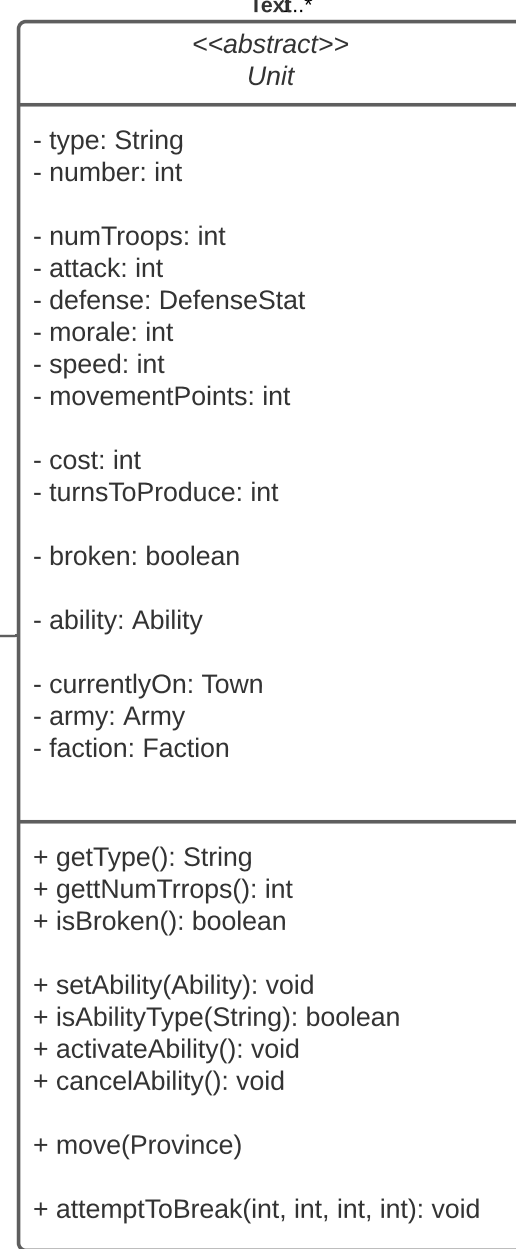 <<abstract>>
Unit
- type: String
- number: int
- numTroops: int
- attack: int
- defense: DefenseStat
- morale: int
- speed: int
- movementPoints: int
- cost: int
- turnsToProduce: int
- broken: boolean
- ability: Ability
- currentlyOn: Town
- army: Army
- faction: Faction
+ getType(): String
+ gettNumTrrops(): int
+ isBroken(): boolean
+ setAbility(Ability): void
+ isAbilityType(String): boolean
+ activateAbility(): void
+ cancelAbility(): void
+ move(Province)
+ attemptToBreak(int, int, int, int): void